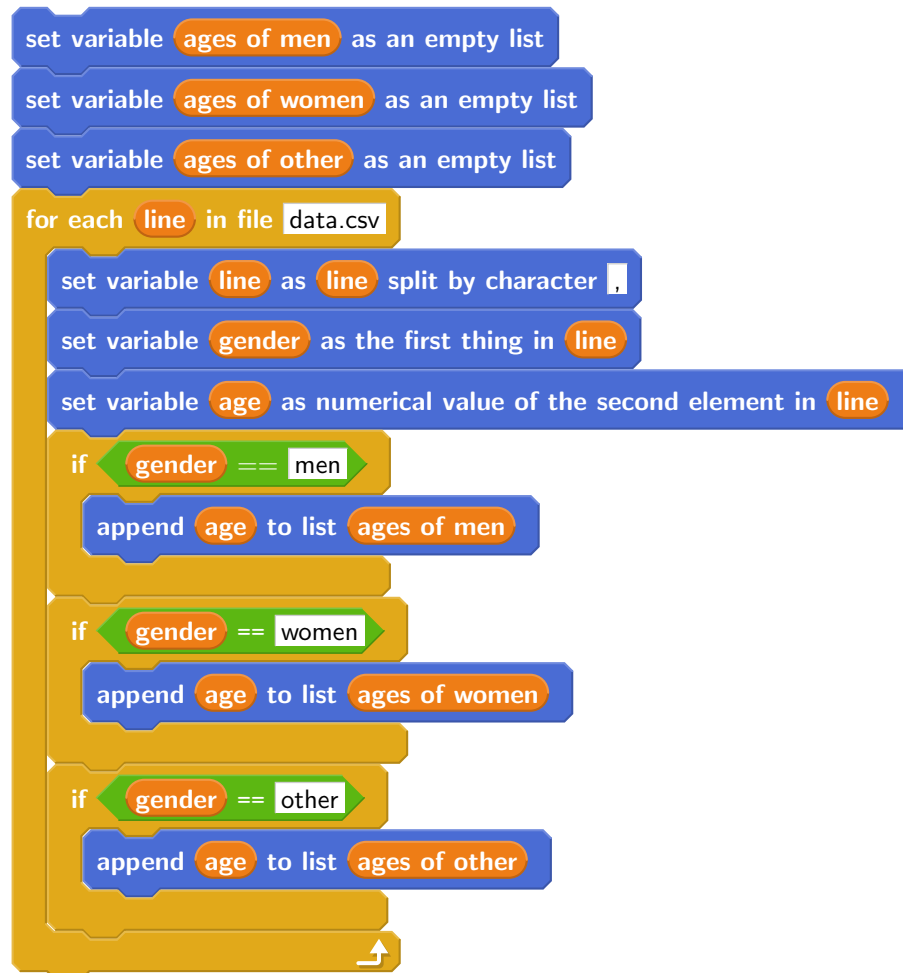 set variable ages of men as an empty list
set variable ages of women as an empty list
set variable ages of other as an empty list
for each line in file data.csv
set variable line as line split by character ,
set variable gender as the first thing in line
set variable age as numerical value of the second element in line
if gender == men
append age to list ages of men
if gender == women
append age to list ages of women
if gender == other
append age to list ages of other